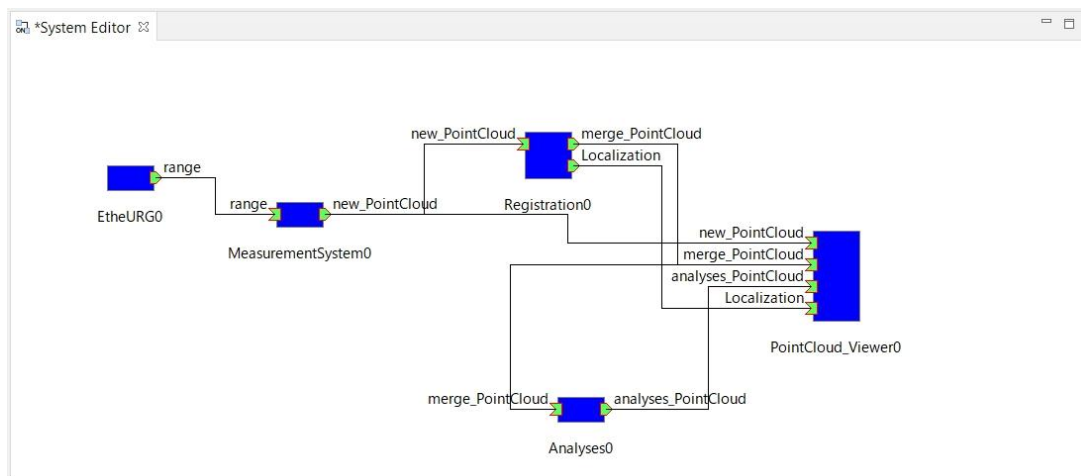 *System Editor
new_PointCloud
merge_PointCloud
Localization
Registration0
range
EtheURG0
range
new_PointCloud
MeasurementSystem0
new_PointCloud
merge_PointCloud
analyses_PointCloud
Localization
PointCloud_Viewer0
merge_PointCloud
analyses_PointCloud
Analyses0